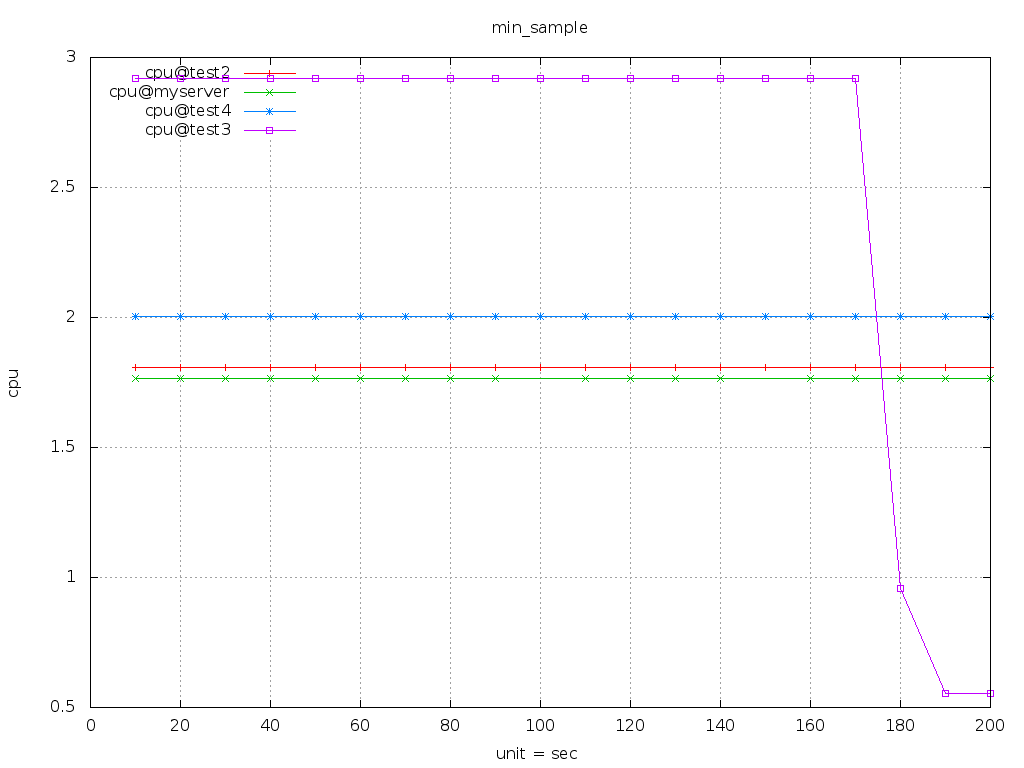 min_sample
3
cpu@test2
cpu@myserver
cpu@test4
cpu@test3
2.5
2
cpu
1.5
1
0.5
0 20 40 60 80 100 120 140 160 180 200
unit = sec